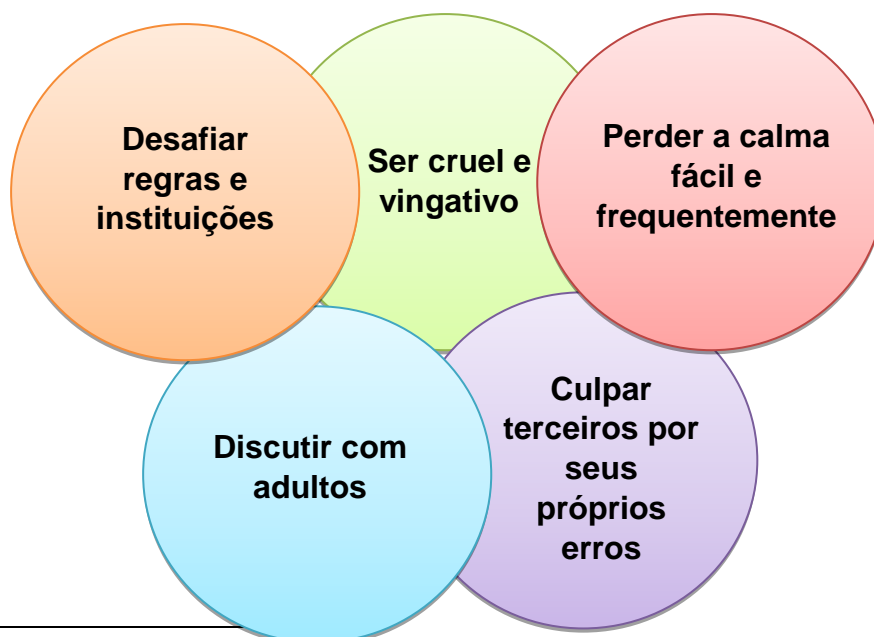 Desafiar
regras e
instituições
Ser cruel e
vingativo
Perder a calma
fácil e
frequentemente
Discutir com
adultos
Culpar
terceiros por
seus
próprios
erros